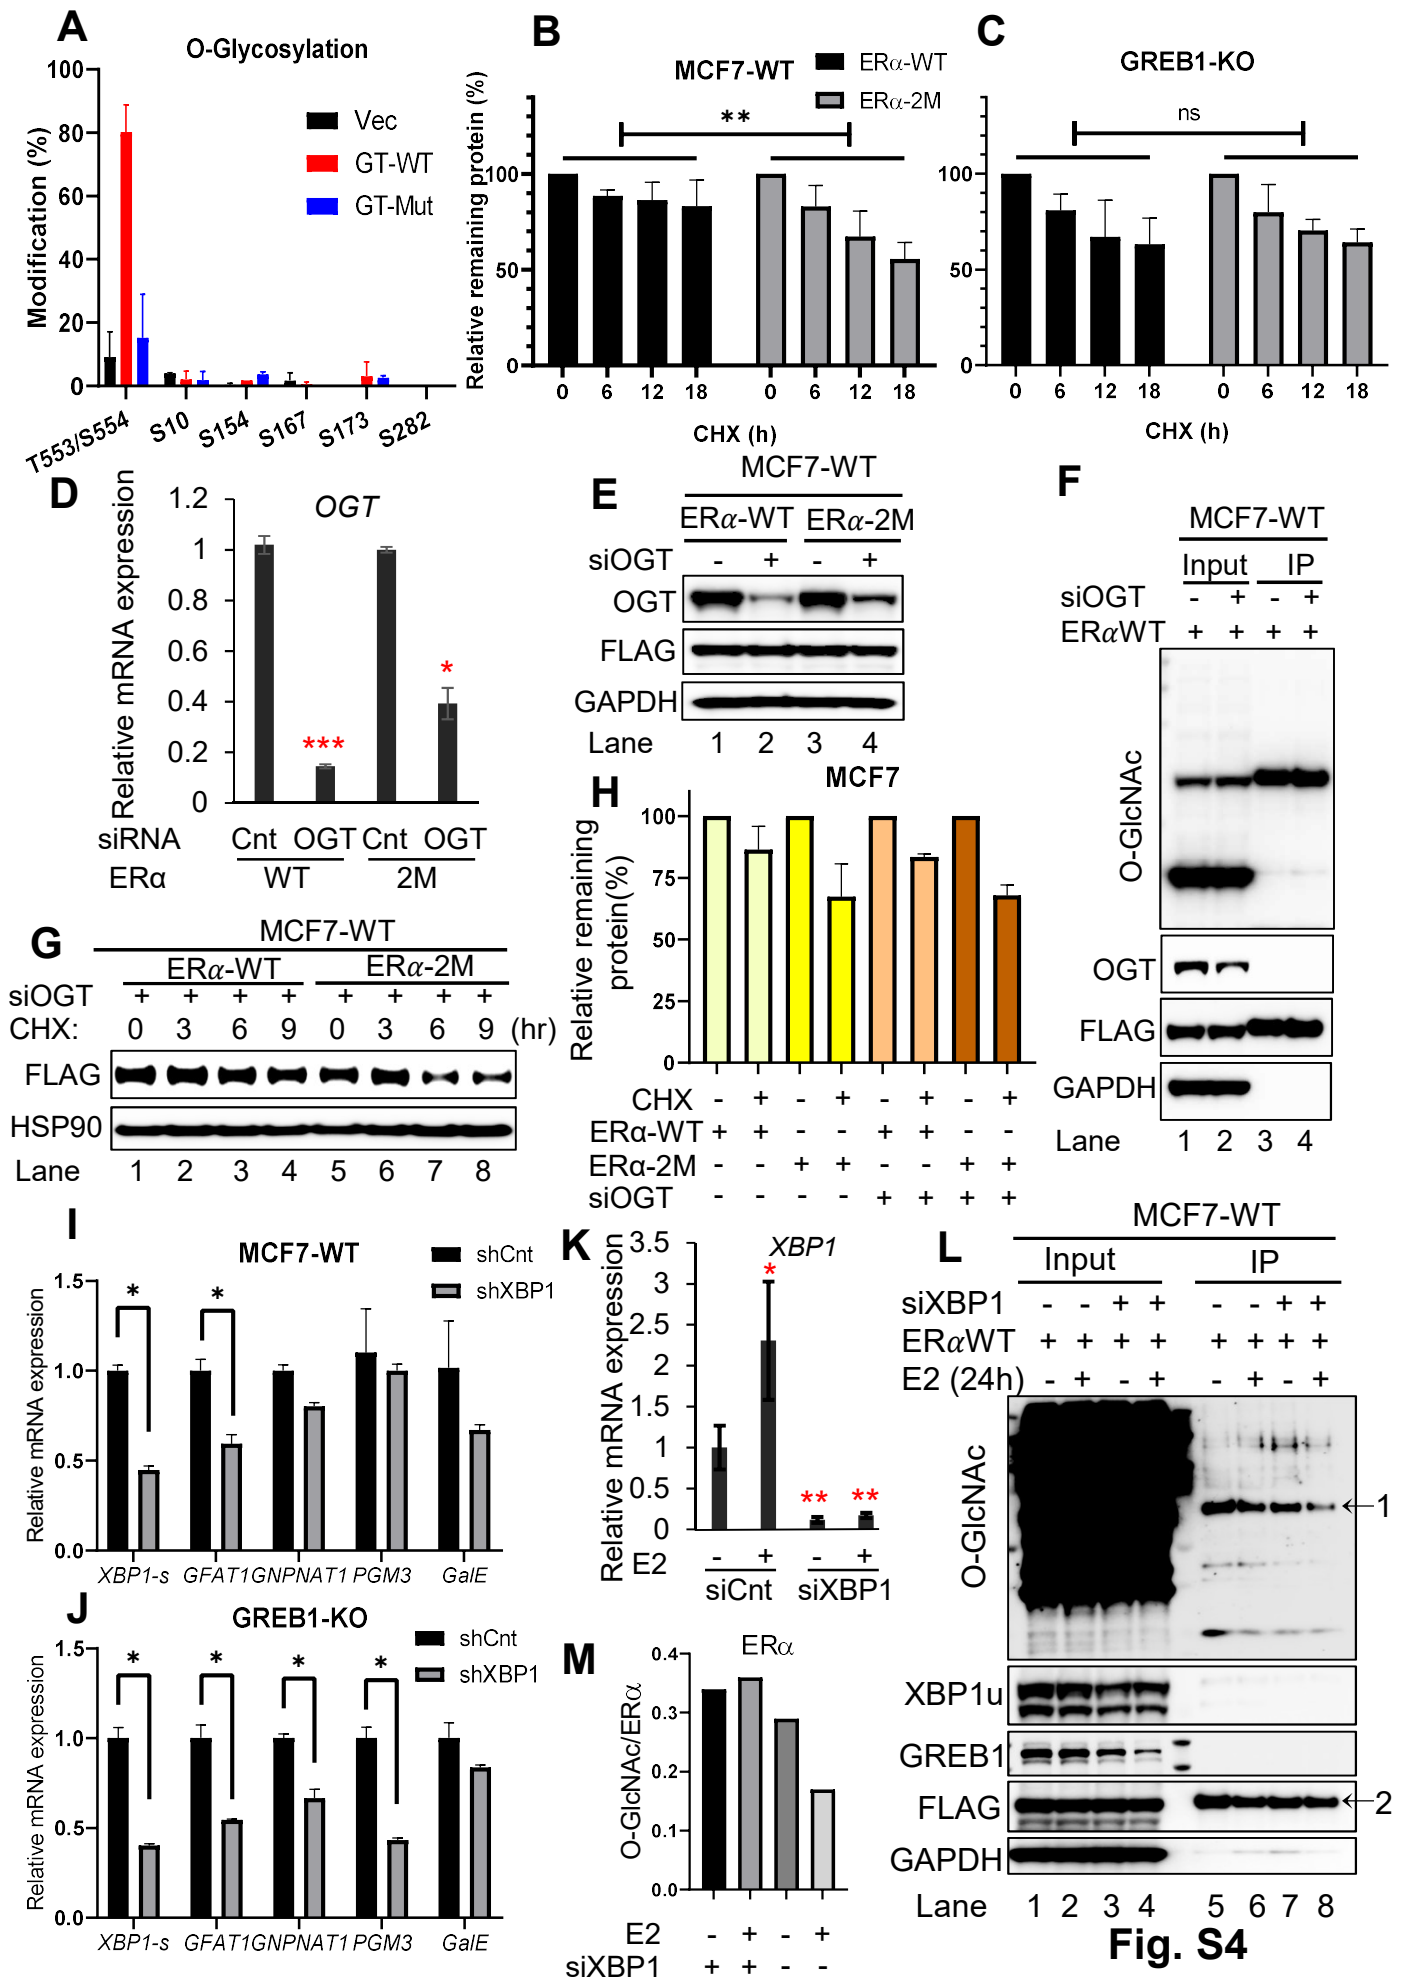 A
O-Glycosylation
Modification (%)
100
80
60
40
20
0
Vec
GT-WT
GT-Mut
T553/S554 S10 S154 S167 S173 S282
B
MCF7-WT
ERα-WT
ERα-2M
Relative remaining protein (%)
100
50
0
**
0 6 12 18 0 6 12 18
CHX (h)
C
GREB1-KO
100
50
0
ns
0 6 12 18 0 6 12 18
CHX (h)
D
OGT
Relative mRNA expression
1.2
1
0.8
0.6
0.4
0.2
0
***
*
siRNA Cnt OGT Cnt OGT
ERα WT 2M
E
MCF7-WT
ERα-WT ERα-2M
siOGT - + - +
OGT
FLAG
GAPDH
Lane 1 2 3 4
F
MCF7-WT
Input IP
siOGT - + - +
ERαWT + + + +
O-GlcNAc
OGT
FLAG
GAPDH
Lane 1 2 3 4
G
MCF7-WT
ERα-WT ERα-2M
siOGT + + + + + + + +
CHX: 0 3 6 9 0 3 6 9 (hr)
FLAG
HSP90
Lane 1 2 3 4 5 6 7 8
H
MCF7
Relative remaining
protein(%)
100
75
50
25
0
CHX - + - + - + - +
ERα-WT + + - - + + - -
ERα-2M - - + + - - + +
siOGT - - - - + + + +
I
MCF7-WT
shCnt
shXBP1
Relative mRNA expression
1.5
1.0
0.5
0.0
* *
XBP1-s GFAT1 GNPNAT1 PGM3 GalE
J
GREB1-KO
shCnt
shXBP1
Relative mRNA expression
1.5
1.0
0.5
0.0
* * * *
XBP1-s GFAT1 GNPNAT1 PGM3 GalE
K
XBP1
Relative mRNA expression
3.5
3
2.5
2
1.5
1
0.5
0
*
** **
E2 - + - +
siCnt siXBP1
L
MCF7-WT
Input IP
siXBP1 - - + + - - + +
ERαWT + + + + + + + +
E2 (24h) - + - + - + - +
O-GlcNAc
1
XBP1u
GREB1
FLAG
2
GAPDH
Lane 1 2 3 4 5 6 7 8
M
ERα
O-GlcNAc/ERα
0.4
0.3
0.2
0.1
0.0
E2 - + - +
siXBP1 + + - -
Fig. S4